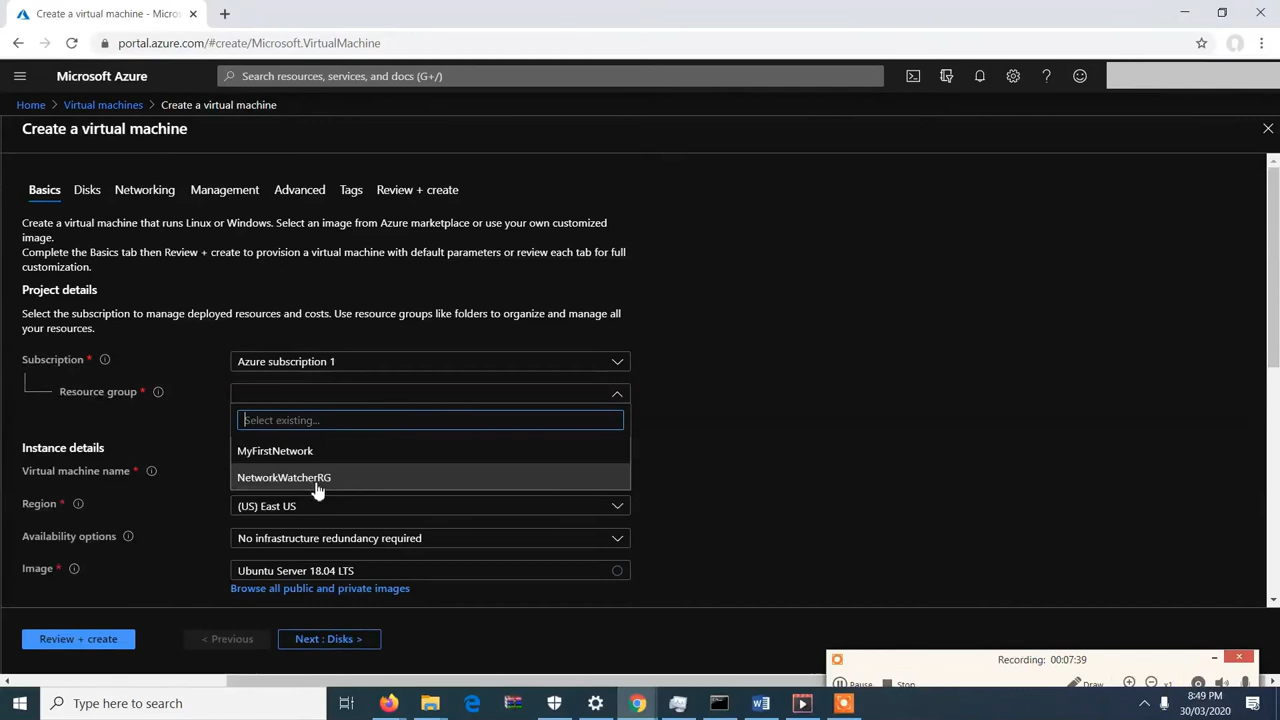 Create a virtual machine - Micros
portal.azure.com/#create/Microsoft.VirtualMachine
Microsoft Azure
Search resources, services, and docs (G+/)
Home > Virtual machines > Create a virtual machine
Create a virtual machine
Basics Disks Networking Management Advanced Tags Review + create
Create a virtual machine that runs Linux or Windows. Select an image from Azure marketplace or use your own customized
image.
Complete the Basics tab then Review + create to provision a virtual machine with default parameters or review each tab for full
customization.
Project details
Select the subscription to manage deployed resources and costs. Use resource groups like folders to organize and manage all
your resources.
Subscription * Azure subscription 1
Resource group *
Select existing...
MyFirstNetwork
NetworkWatcherRG
Instance details
Virtual machine name *
Region * (US) East US
Availability options No infrastructure redundancy required
Image * Ubuntu Server 18.04 LTS
Browse all public and private images
Review + create < Previous Next : Disks >
Recording: 00:07:39
Pause Stop Draw x1
Type here to search
8:49 PM
30/03/2020